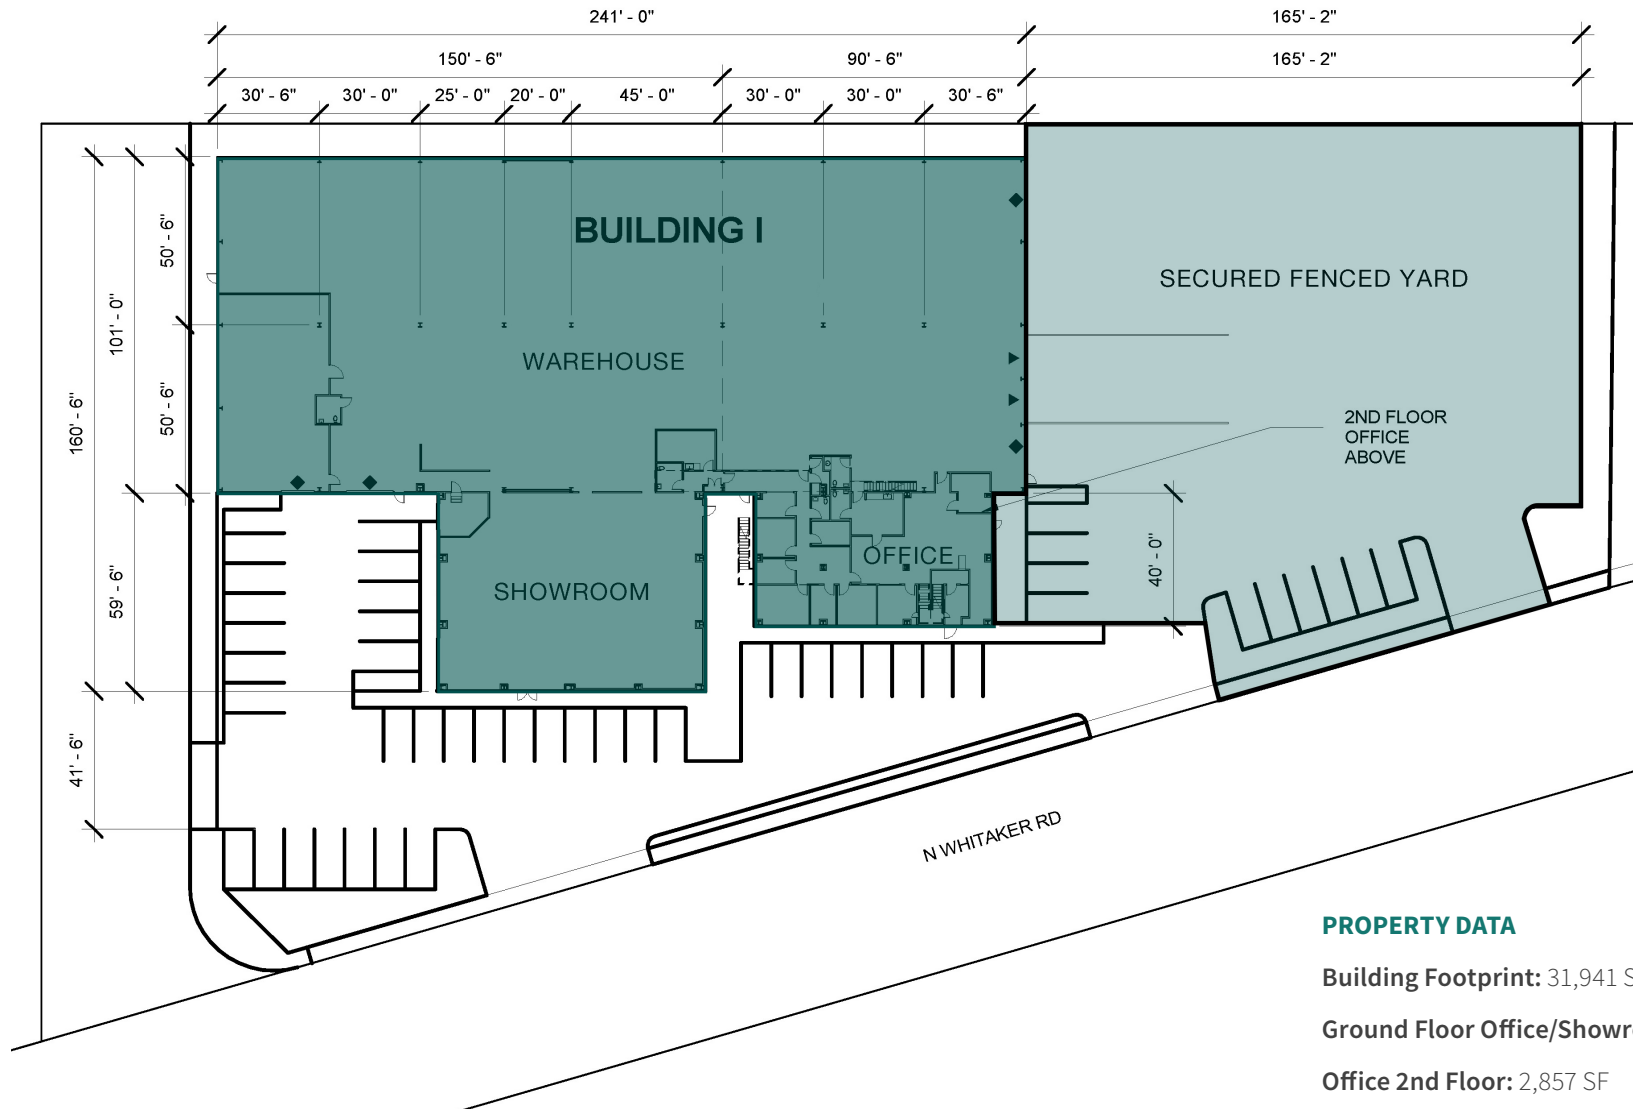 241' - 0" 165' - 2"
150' - 6" 90' - 6" 165' - 2"
30' - 6" 30' - 0" 25' - 0" 20' - 0" 45' - 0" 30' - 0" 30' - 0" 30' - 6"
50' - 6"
101' - 0"
160' - 6"
50' - 6"
59' - 6"
41' - 6"
BUILDING I
WAREHOUSE
SHOWROOM
OFFICE
SECURED FENCED YARD
2ND FLOOR
OFFICE
ABOVE
40' - 0"
N WHITAKER RD
PROPERTY DATA
Building Footprint: 31,941
Ground Floor
Office 2nd Floor: 2,857 SF